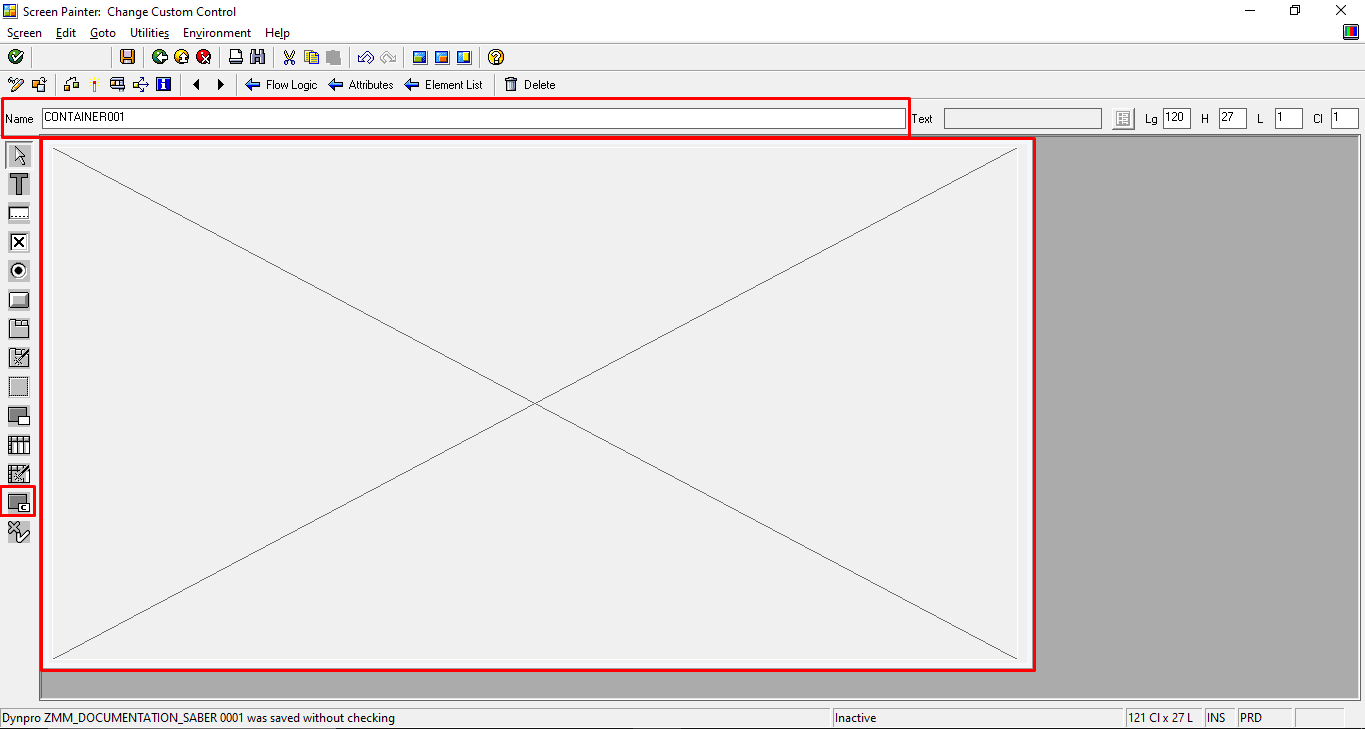 Screen Painter: Change Custom Control
Screen Edit Goto Utilities Environment Help
Flow Logic Attributes Element List Delete
Name CONTAINER001 Text Lg 120 H 27 L 1 Cl 1
T
C
Dynpro ZMM_DOCUMENTATION_SABER 0001 was saved without checking Inactive 121 Cl x 27 L INS PRD